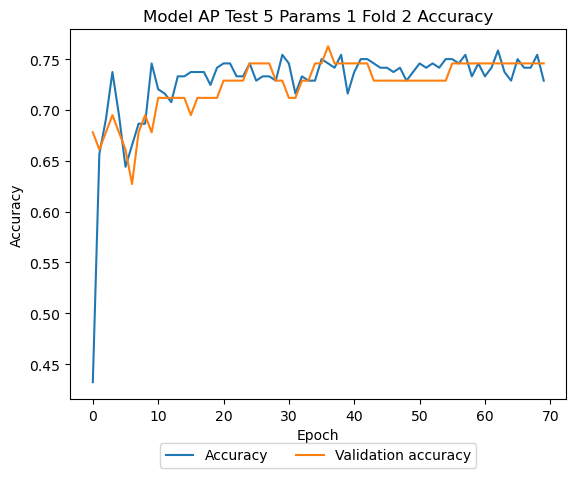 Model AP Test 5 Params 1 Fold 2 Accuracy
Accuracy
0.75
0.70
0.65
0.60
0.55
0.50
0.45
0 10 20 30 40 50 60 70
Epoch
Accuracy Validation accuracy